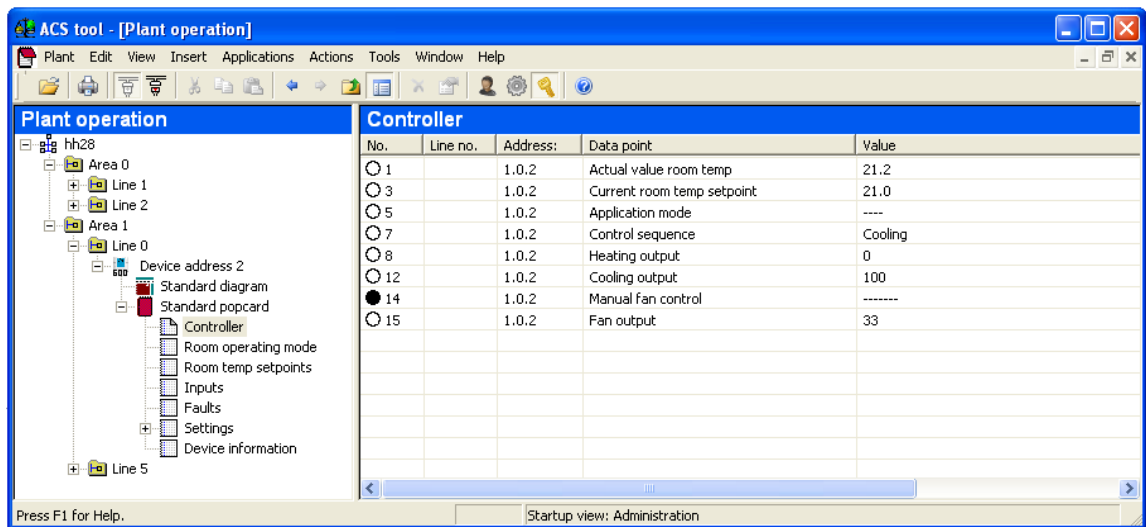 ACS tool - [Plant operation]
Plant Edit View Insert Applications Actions Tools Window Help
Plant operation
hh28
Area 0
Line 1
Line 2
Area 1
Line 0
Device address 2
Standard diagram
Standard popcard
Controller
Room operating mode
Room temp setpoints
Inputs
Faults
Settings
Device information
Line 5
Controller
No. Line no. Address: Data point Value
1 1.0.2 Actual value room temp 21.2
3 1.0.2 Current room temp setpoint 21.0
5 1.0.2 Application mode ----
7 1.0.2 Control sequence Cooling
8 1.0.2 Heating output 0
12 1.0.2 Cooling output 100
14 1.0.2 Manual fan control -------
15 1.0.2 Fan output 33
Press F1 for Help. Startup view: Administration